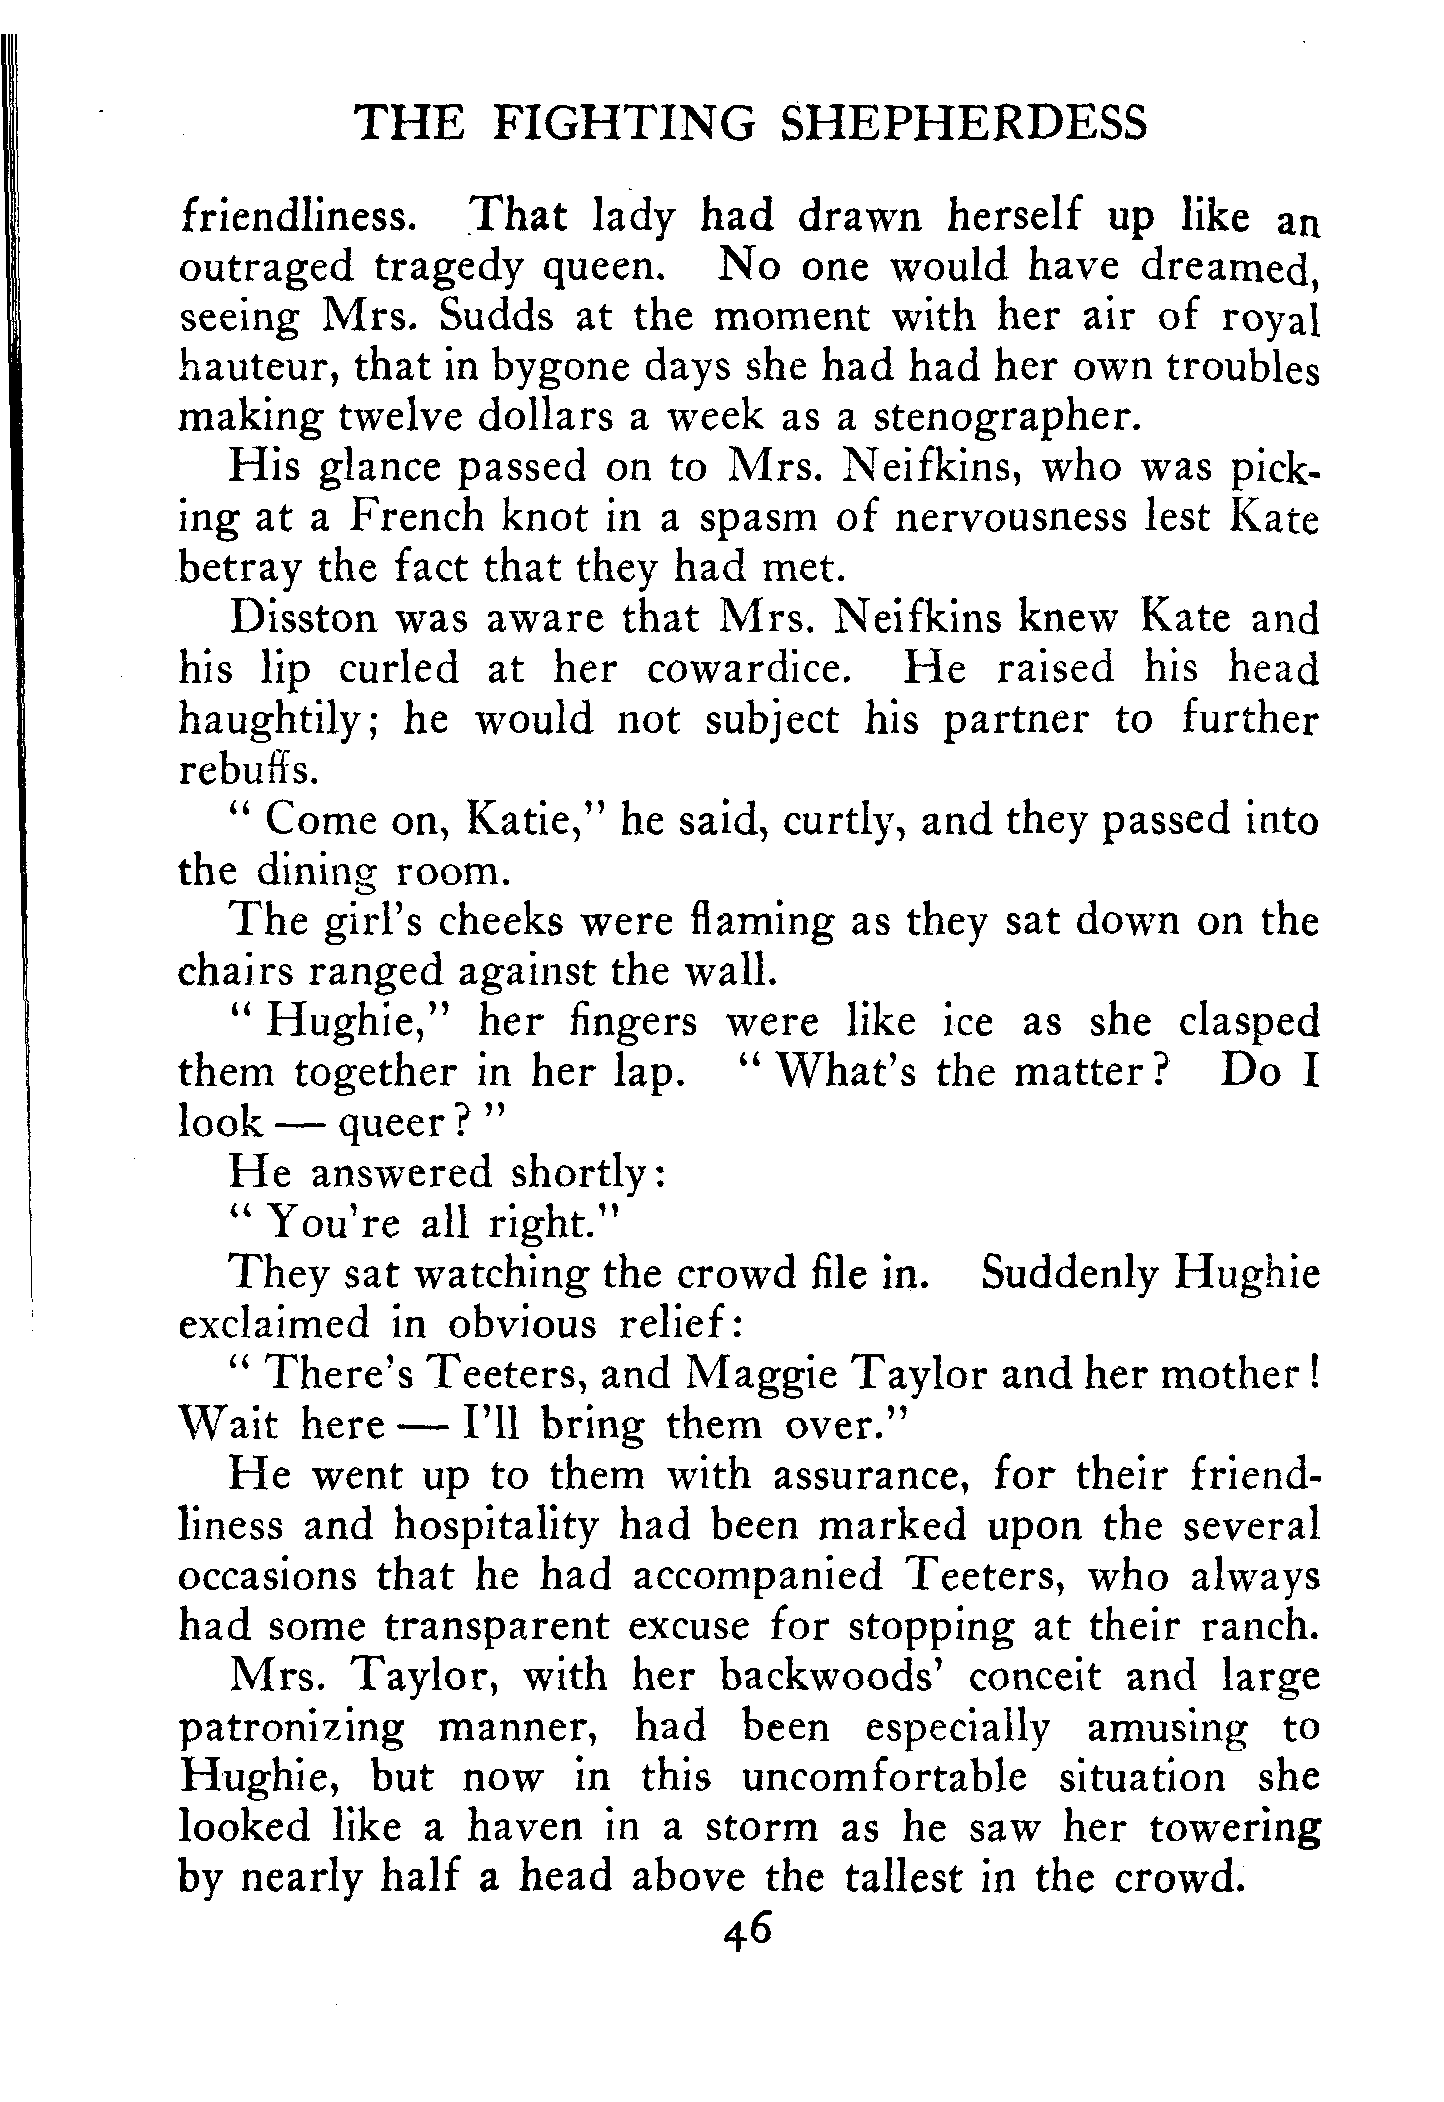 THE FIGHTING SHEPHERDESS
friendliness. That lady had drawn herself up like an
outraged tragedy queen. No one would have dreamed,
seeing Mrs. Sudds at the moment with her air of royal
hauteur, that in bygone days she had had her own troubles
making twelve dollars a week as a stenographer.
His glance passed on to Mrs. Neifkins, who was pick-
ing at a French knot in a spasm of nervousness lest Kate
betray the fact that they had met.
Disston was aware that Mrs. Neifkins knew Kate and
his lip curled at her cowardice. He raised his head
haughtily; he would not subject his partner to further
rebuffs.
" Come on, Katie," he said, curtly, and they passed into
the dining room.
The girl's cheeks were flaming as they sat down on the
chairs ranged against the wall.
" Hughie," her fingers were like ice as she clasped
them together in her lap. " What's the matter? Do I
look — queer? "
He answered shortly:
" You're all right."
They sat watching the crowd file in. Suddenly Hughie
exclaimed in obvious relief:
" There's Teeters, and Maggie Taylor and her mother!
Wait here — I'll bring them over."
He went up to them with assurance, for their friend-
liness and hospitality had been marked upon the several
occasions that he had accompanied Teeters, who always
had some transparent excuse for stopping at their ranch.
Mrs. Taylor, with her backwoods' conceit and large
patronizing manner, had been especially amusing to
Hughie, but now in this uncomfortable situation she
looked like a haven in a storm as he saw her towering
by nearly half a head above the tallest in the crowd.
46